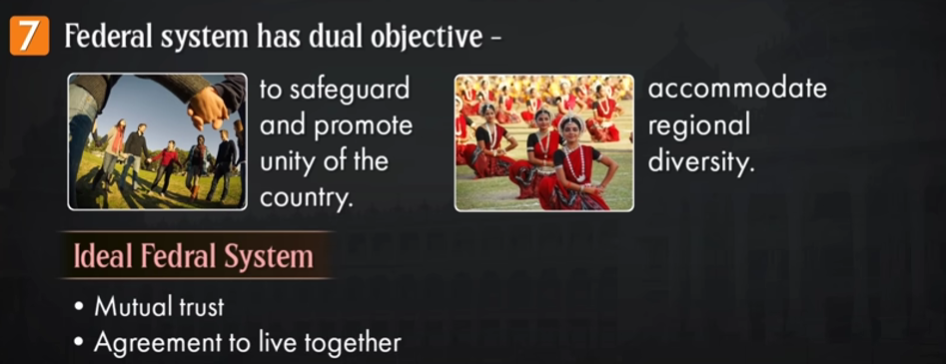 7 Federal system has dual objective -
to safeguard
and promote
unity of the
country.
accommodate
regional
diversity.
Ideal Fedral System
• Mutual trust
• Agreement to live together